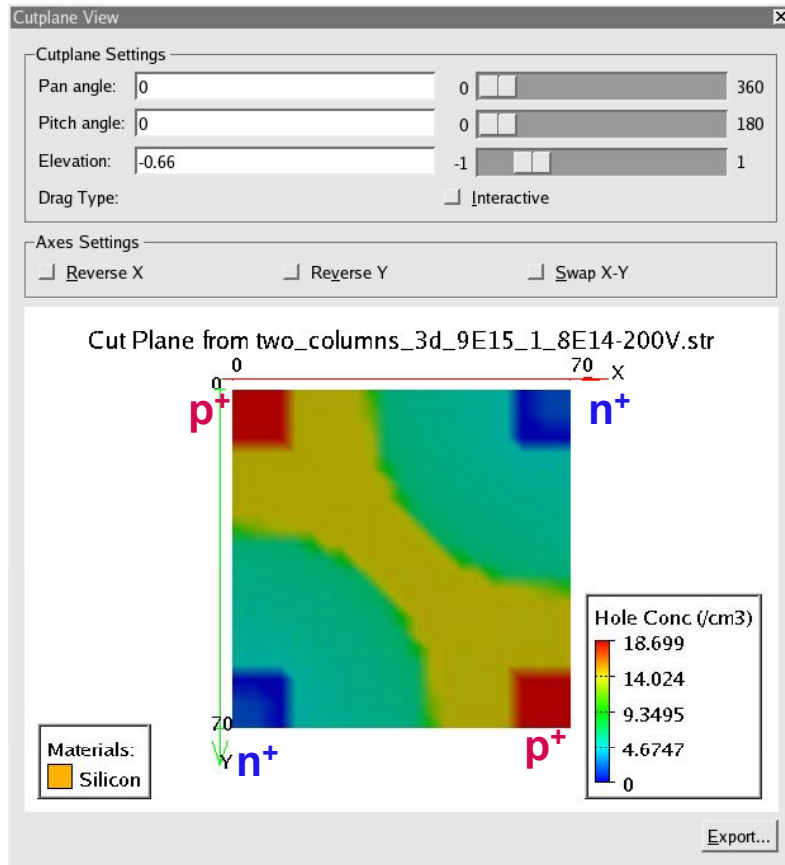 Cutplane View
Cutplane Settings
Pan angle: 0 0 360
Pitch angle: 0 0 180
Elevation: -0.66 -1 1
Drag Type: Interactive
Axes Settings
Reverse X Reverse Y Swap X-Y
Cut Plane from two_columns_3d_9E15_1_8E14-200V.str
0 70 X
0
p+ n+
Hole Conc (/cm3)
18.699
14.024
9.3495
4.6747
0
70
Y n+ p+
Materials:
Silicon
Export...